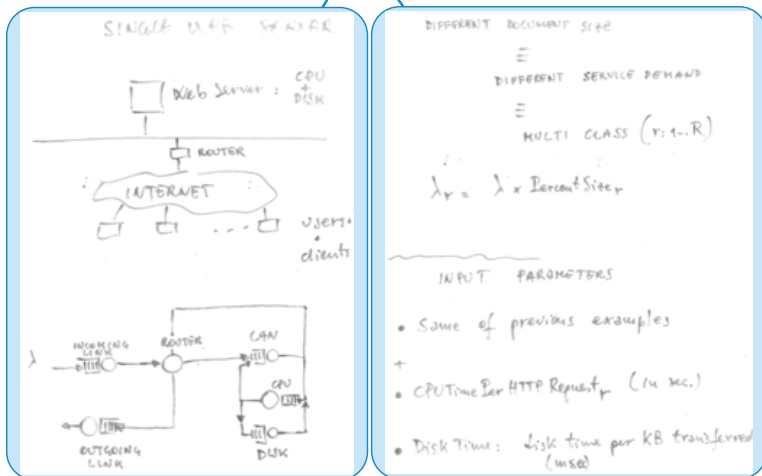 SINGLE WEB SERVER
Web Server : CPU
+
DISK
ROUTER
INTERNET
. . . .
users.
clients
λ
INCOMING
LINK
ROUTER
LAN
CPU
DISK
OUTGOING
LINK
DIFFERENT DOCUMENT SIZE
≡
DIFFERENT SERVICE DEMAND
≡
MULTI CLASS (r: 1..R)
∴
λr = λ x PercentSizer
INPUT PARAMETERS
• Same of previous examples
+
• CPUTimePerHTTPRequestr (in sec.)
• Disk Time: disk time per KB transferred
(msec)